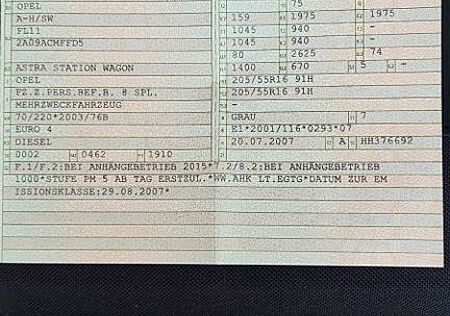 OPEL 75
A-H/SW 159 1975 1975
FL11 1045 940 -
2A09ACMFFD5 1045 940 -
80 2625 74
ASTRA STATION WAGON 1400 670 5 -
OPEL 205/55R16 91H
FZ.Z.PERS.BEF.B. 8 SPL. 205/55R16 91H
MEHRZWECKFAHRZEUG -
70/220*2003/76B GRAU 7
EURO 4 E1*2001/116*0293*07
DIESEL 20.07.2007 A HH376692
0002 0462 1910
F.1/F.2:BEI ANHÄNGEBETRIEB 2015*7.2/8.2:BEI ANHÄNGEBETRIEB
1000*STUFE PM 5 AB TAG ERSTZUL.*WW.AHK LT.EGTG*DATUM ZUR EM
ISSIONSKLASSE:29.08.2007*